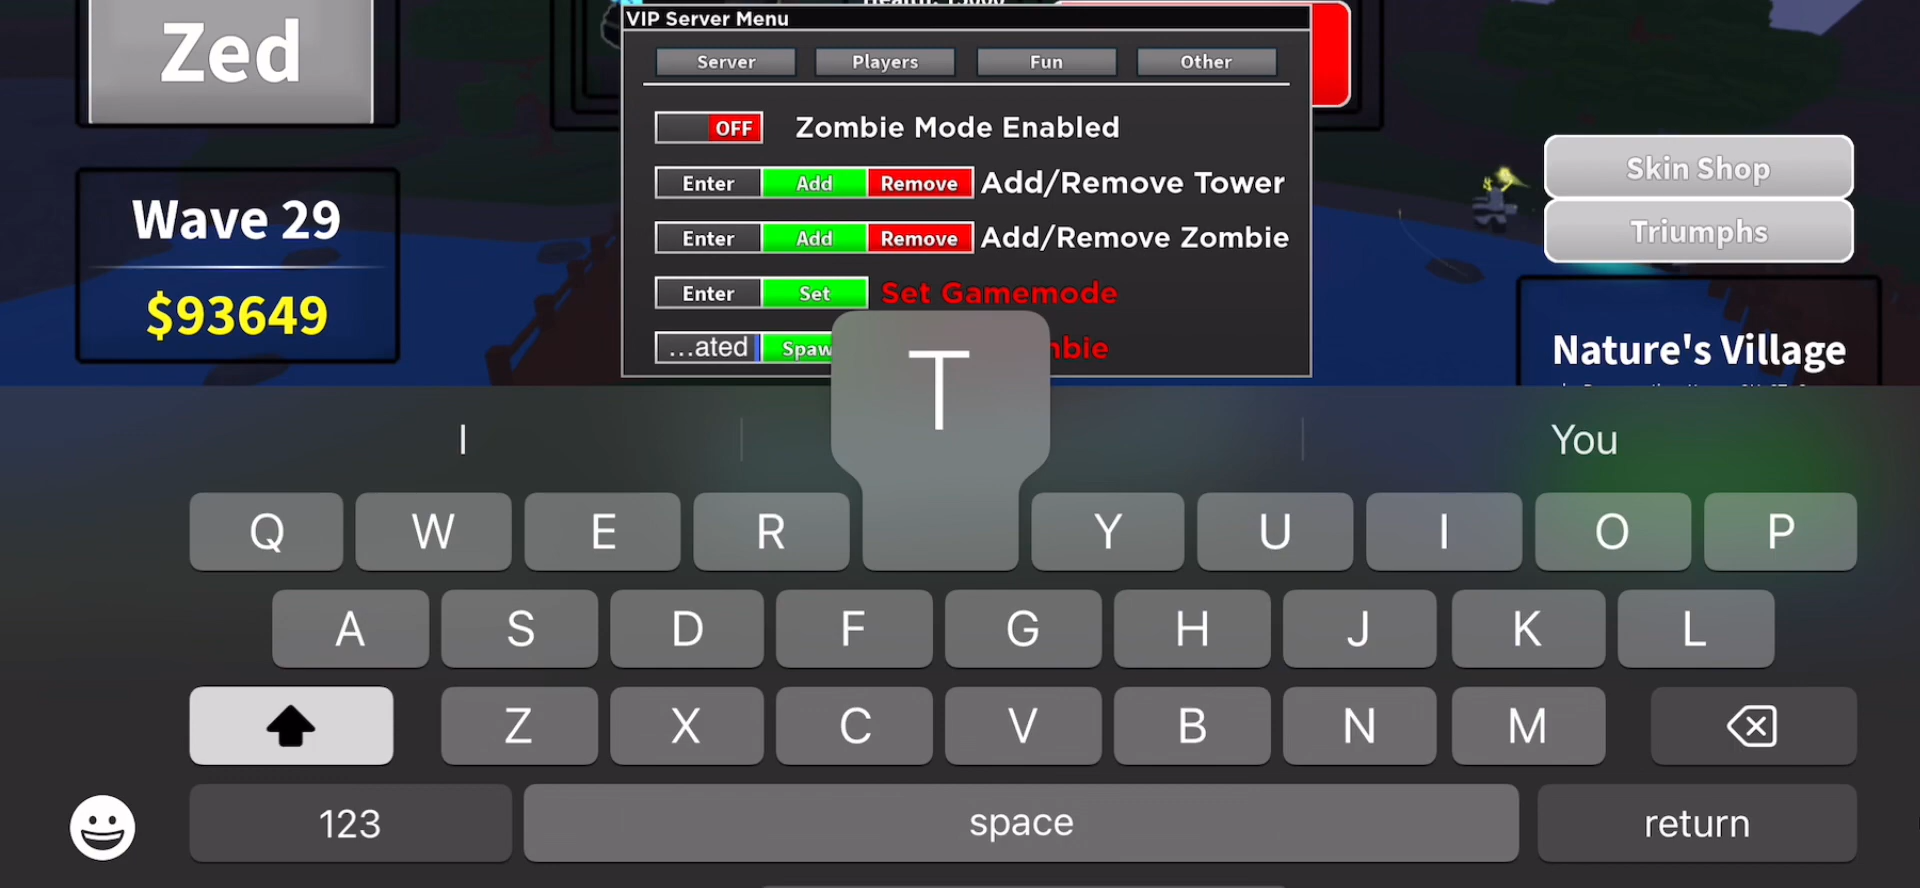 Zed
VIP Server Menu
Server Players Fun Other
OFF Zombie Mode Enabled
Enter Add Remove Add/Remove Tower
Enter Add Remove Add/Remove Zombie
Enter Set Set Gamemode
...ated Spaw nbie
Wave 29
$93649
Skin Shop
Triumphs
Nature's Village
T
I You
Q W E R Y U I O P
A S D F G H J K L
Z X C V B N M
123 space return